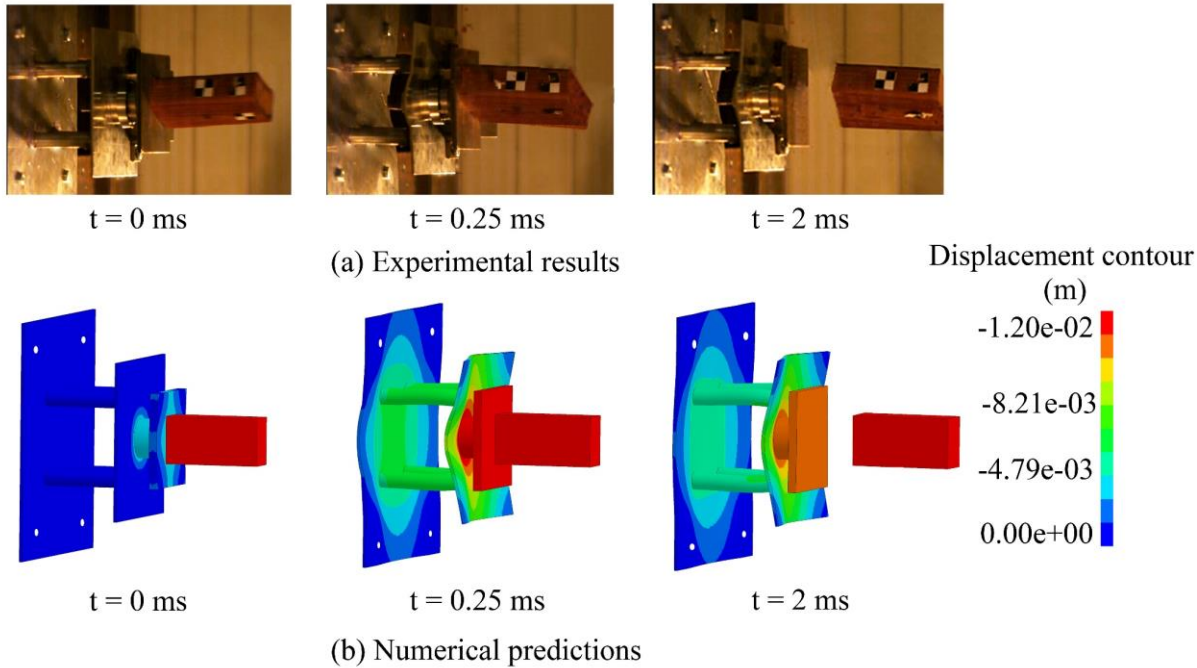 t = 0 ms
t = 0.25 ms
t = 2 ms
(a) Experimental results
Displacement contour
(m)
-1.20e-02
-8.21e-03
-4.79e-03
0.00e+00
t = 0 ms
t = 0.25 ms
t = 2 ms
(b) Numerical predictions